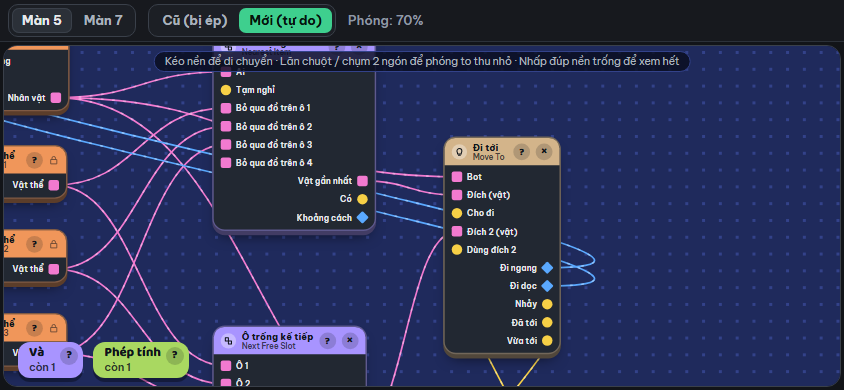 Màn 5
Màn 7
Cũ (bị ép)
Mới (tự do)
Phóng: 70%
Kéo nền để di chuyển · Lăn chuột / chụm 2 ngón để phóng to thu nhỏ · Nhấp đúp nền trống để xem hết
Nhân vật
?
Vật thể
?
Vật thể
?
Tạm nghỉ
Bỏ qua đồ trên ô 1
Bỏ qua đồ trên ô 2
Bỏ qua đồ trên ô 3
Bỏ qua đồ trên ô 4
Vật gần nhất
Có
Khoảng cách
Đi tới
Move To
?
Bot
Đích (vật)
Cho đi
Đích 2 (vật)
Dùng đích 2
Đi ngang
Đi dọc
Nhảy
Đã tới
Vừa tới
Ô trống kế tiếp
Next Free Slot
?
Ô 1
Ô 2
?
Và
còn 1
?
Phép tính
còn 1
?